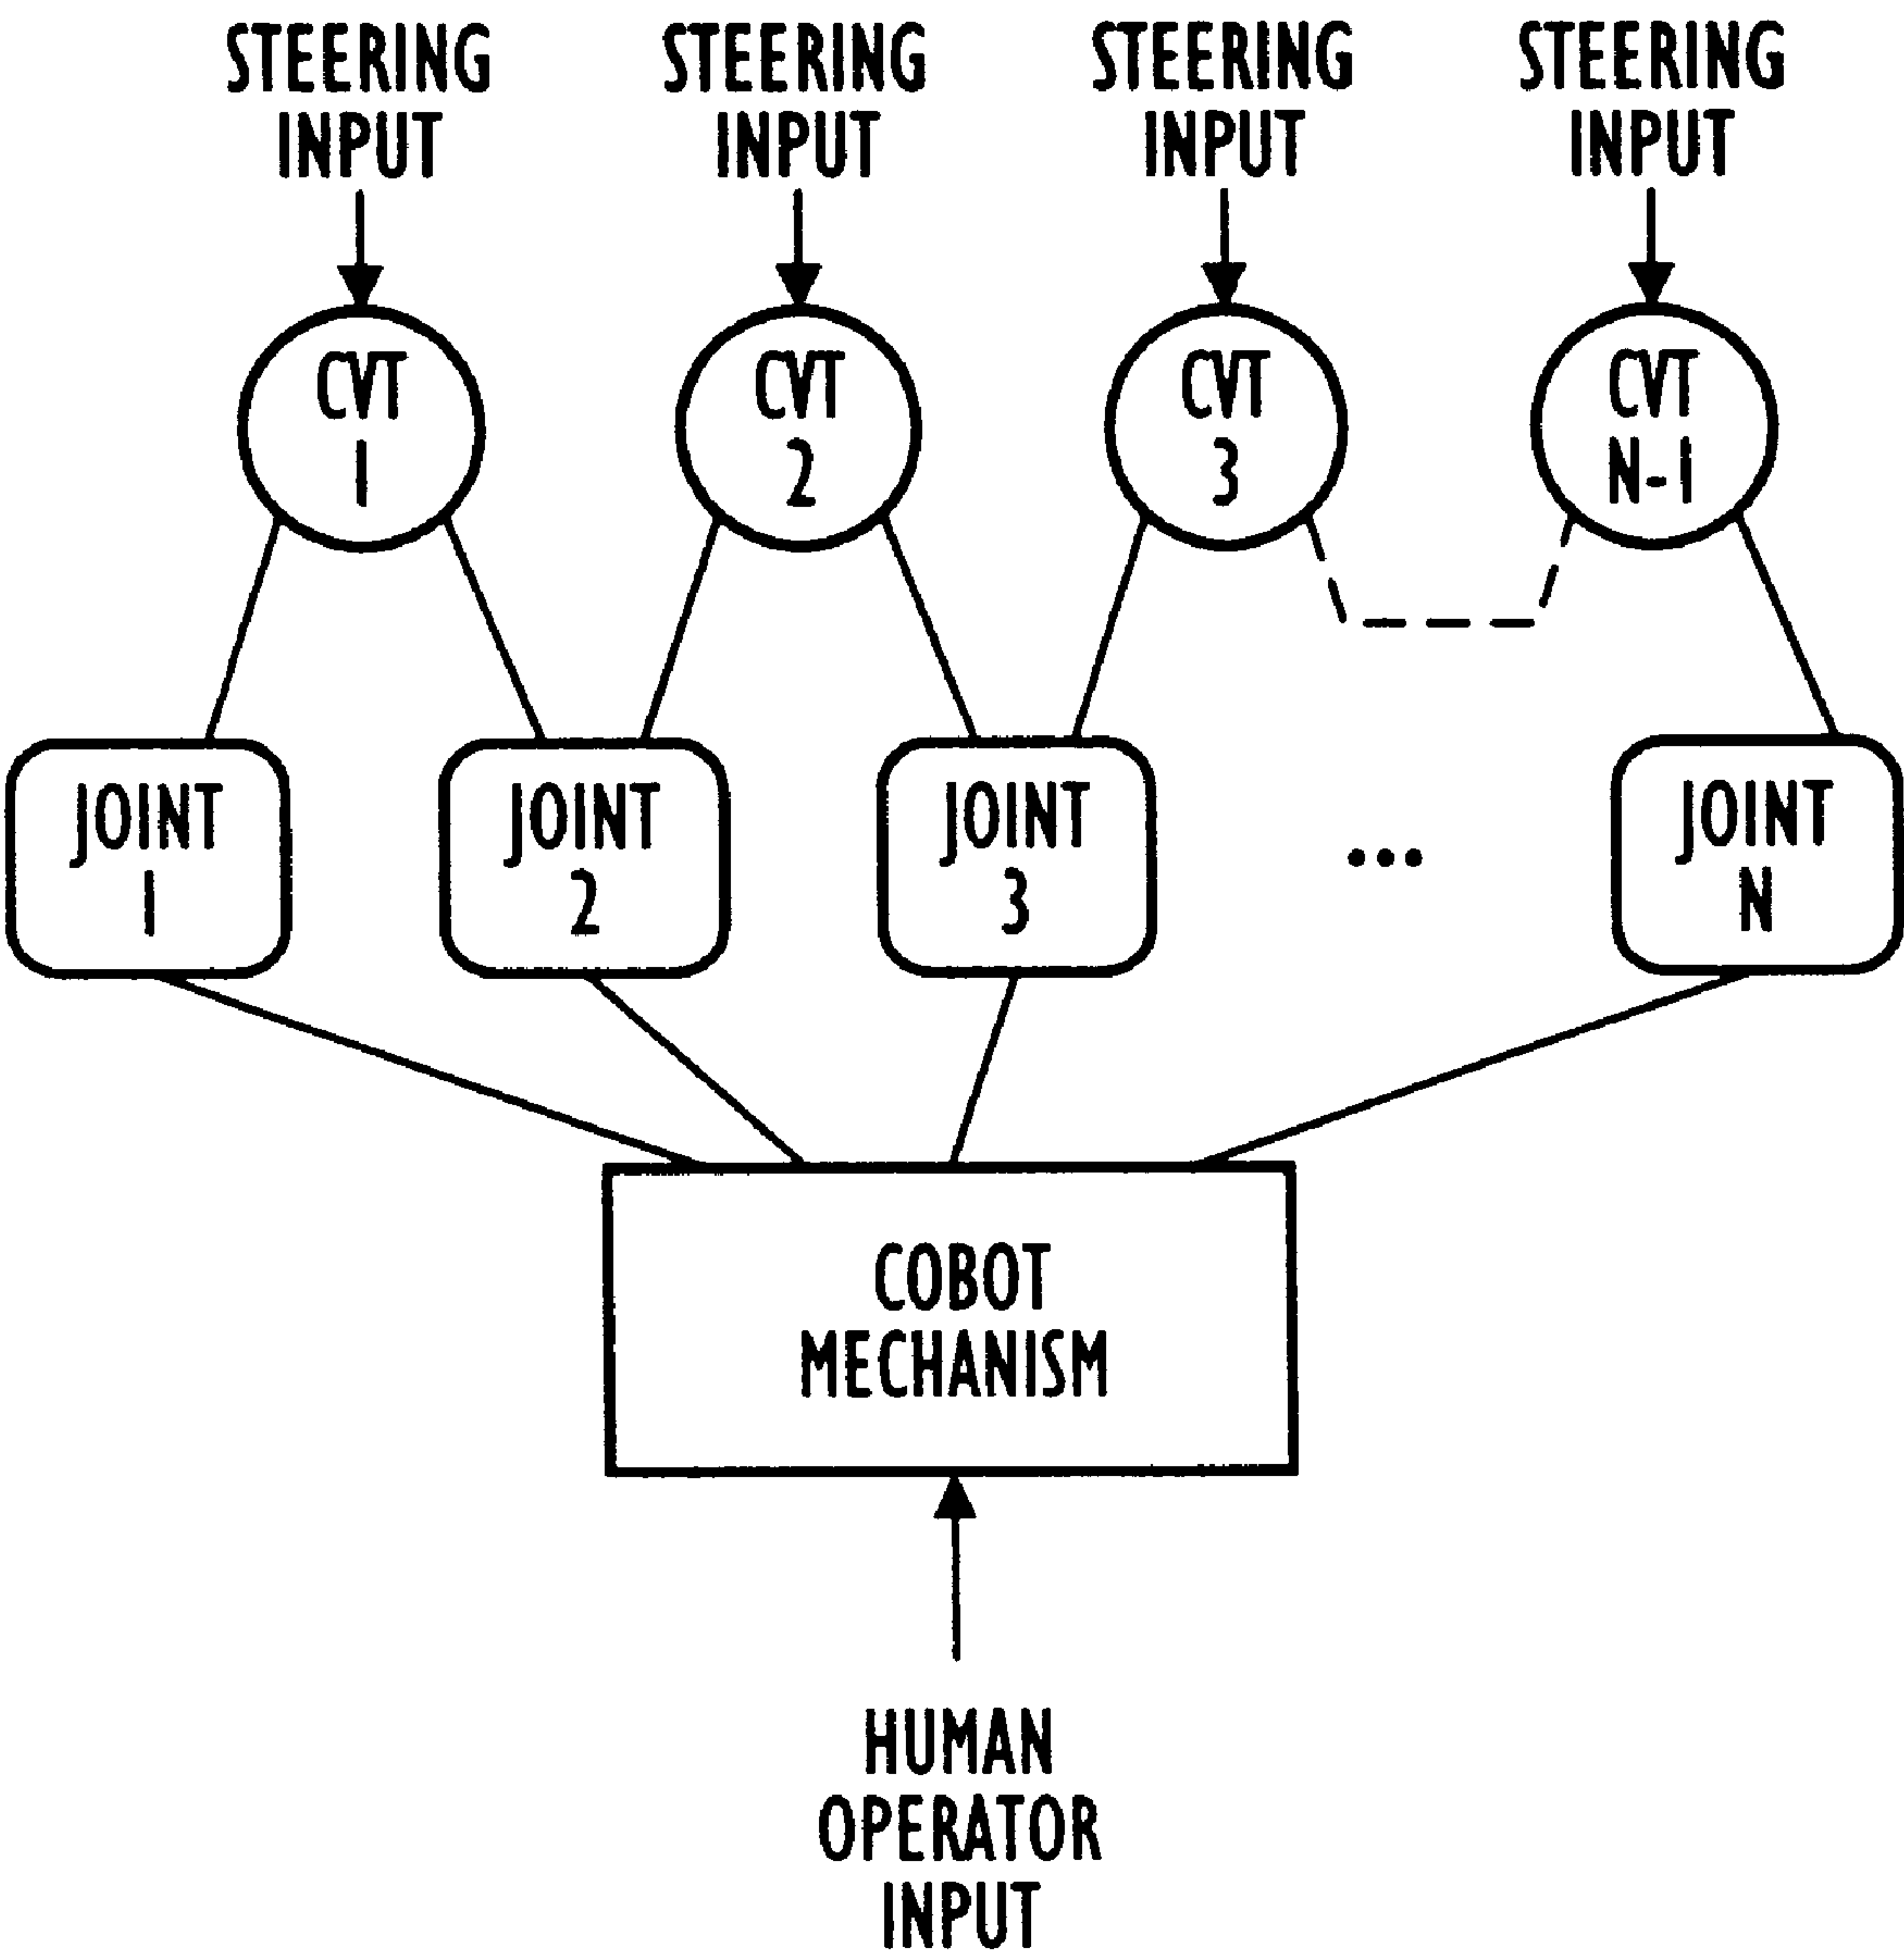 STEERING STEERING STEERING STEERING
INPUT INPUT INPUT INPUT
CVT CVT CVT CVT
1 2 3 N-1
JOINT JOINT JOINT ... JOINT
1 2 3 N
COBOT
MECHANISM
HUMAN
OPERATOR
INPUT